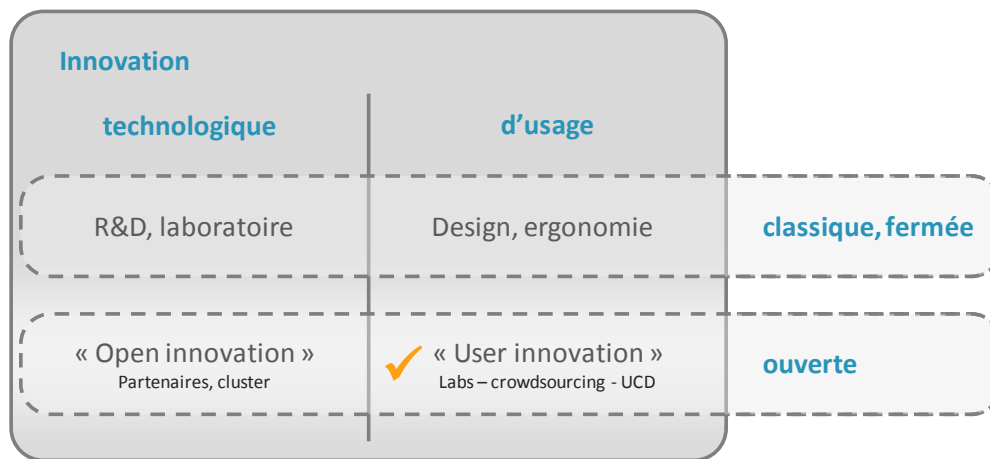 Innovation
technologique
d’usage
R&D, laboratoire
Design, ergonomie
classique, fermée
« Open innovation »
Partenaires, cluster
« User innovation »
Labs – crowdsourcing - UCD
ouverte